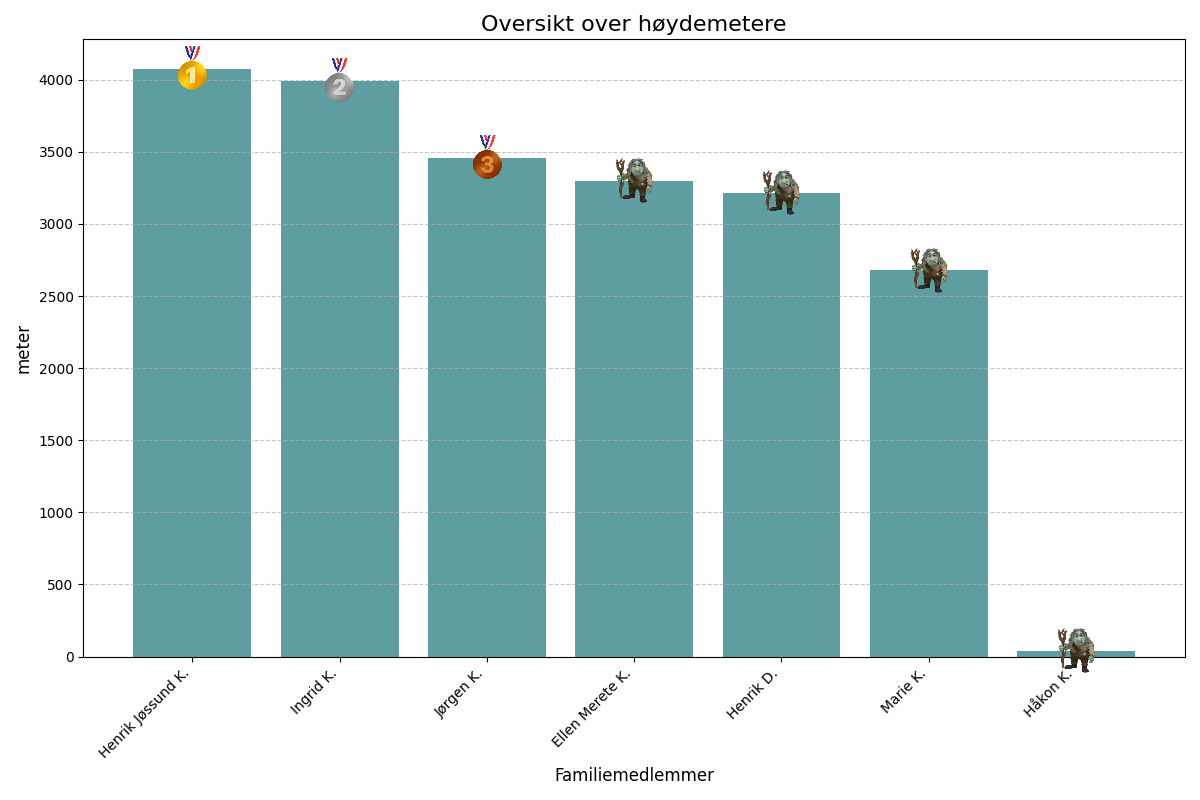 Oversikt over høydemetere
meter
4000
3500
3000
2500
2000
1500
1000
500
0
1
2
3
Henrik Jøssund K.
Ingrid K.
Jørgen K.
Ellen Merete K.
Henrik D.
Marie K.
Håkon K.
Familiemedlemmer